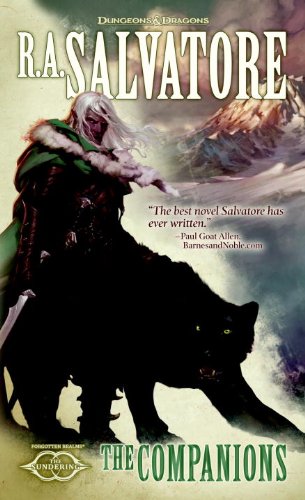 DUNGEONS & DRAGONS
R.A. SALVATORE
"The best novel Salvatore has
ever written."
—Paul Goat Allen,
BarnesandNoble.com
FORGOTTEN REALMS®
THE
SUNDERING
THE COMPANIONS